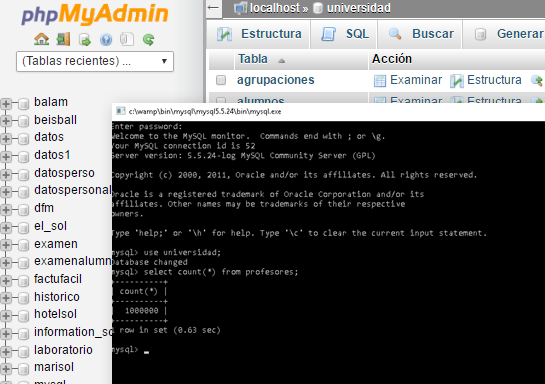 phpMyAdmin
(Tablas recientes) ...
balam
beisball
datos
datos1
datosperso
datospersonal
dfm
el_sol
examen
examenalumn
factufacil
historico
hotelsol
information_sc
laboratorio
marisol
mysql
localhost » universidad
Estructura SQL Buscar Generar
Tabla Acción
agrupaciones Examinar Estructura
alumnos
c:\wamp\bin\mysql\mysql5.5.24\bin\mysql.exe
Enter password:
Welcome to the MySQL monitor.  Commands end with ; or \g.
Your MySQL connection id is 52
Server version: 5.5.24-log MySQL Community Server (GPL)
Copyright (c) 2000, 2011, Oracle and/or its affiliates. All rights reserved.
Oracle is a registered trademark of Oracle Corporation and/or its
affiliates. Other names may be trademarks of their respective
owners.
Type 'help;' or '\h' for help. Type '\c' to clear the current input statement.
mysql> use universidad;
Database changed
mysql> select count(*) from profesores;
+----------+
| count(*) |
+----------+
|  1000000 |
+----------+
1 row in set (0.63 sec)
mysql> _